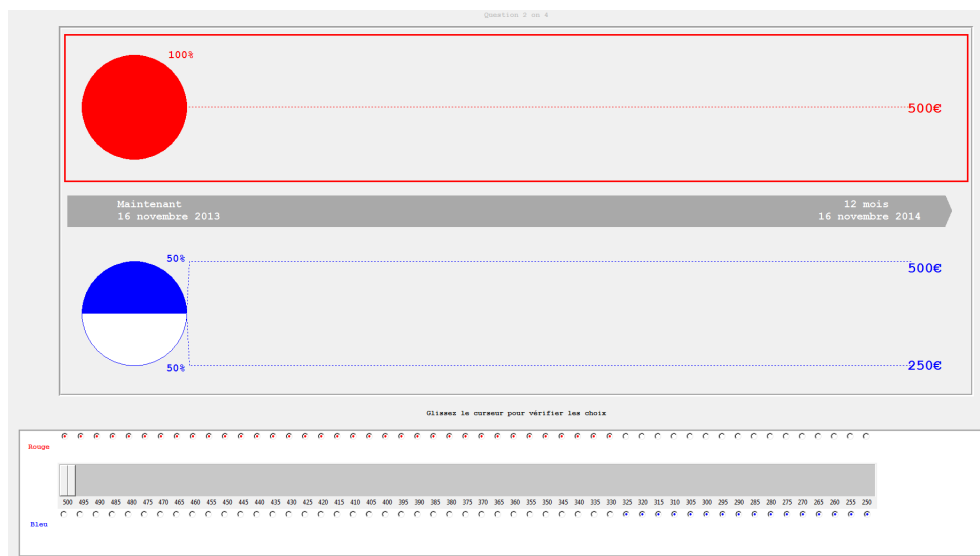 Question 2 on 4
100%
500€
Maintenant
16 novembre 2013
12 mois
16 novembre 2014
50%
500€
50%
250€
Glissez le curseur pour vérifier les choix
Rouge
500 495 490 485 480 475 470 465 460 455 450 445 440 435 430 425 420 415 410 405 400 395 390 385 380 375 370 365 360 355 350 345 340 335 330 325 320 315 310 305 300 295 290 285 280 275 270 265 260 255 250
Bleu